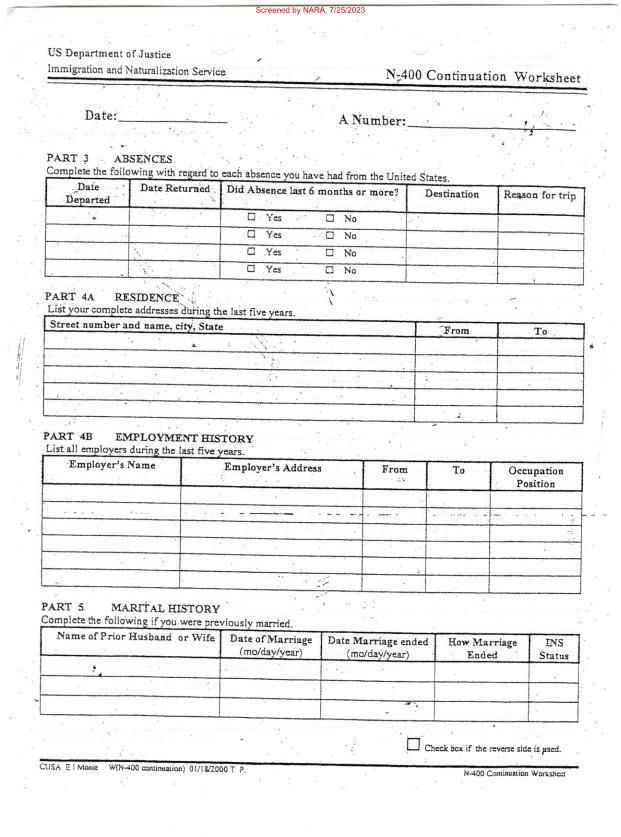 Screened by NARA, 7/25/2023
US Department of Justice
Immigration and Naturalization Service
N-400 Continuation Worksheet
Date:
A Number:
PART 3 ABSENCES
Complete the following with regard to each absence you have had from the United States.
Date Departed
Date Returned
Did Absence last 6 months or more?
Destination
Reason for trip
☐ Yes ☐ No
☐ Yes ☐ No
☐ Yes ☐ No
☐ Yes ☐ No
PART 4A RESIDENCE
List your complete addresses during the last five years.
Street number and name, city, State
From
To
PART 4B EMPLOYMENT HISTORY
List all employers during the last five years.
Employer's Name
Employer's Address
From
To
Occupation Position
PART 5 MARITAL HISTORY
Complete the following if you were previously married.
Name of Prior Husband or Wife
Date of Marriage (mo/day/year)
Date Marriage ended (mo/day/year)
How Marriage Ended
INS Status
☐ Check box if the reverse side is used.
W(N-400 continuation) 01/18/2000 T P.
N-400 Continuation Worksheet